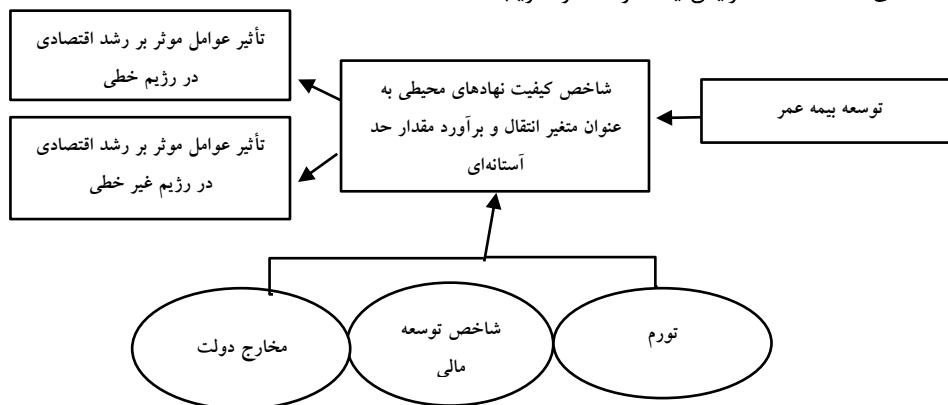 توسعه بیمه عمر
شاخص کیفیت نهادهای محیطی به
عنوان متغیر انتقال و برآورد مقدار حد
آستانه‌ای
تأثیر عوامل موثر بر رشد اقتصادی
در رژیم خطی
تأثیر عوامل موثر بر رشد اقتصادی
در رژیم غیر خطی
تورم
شاخص توسعه
مالی
مخارج دولت